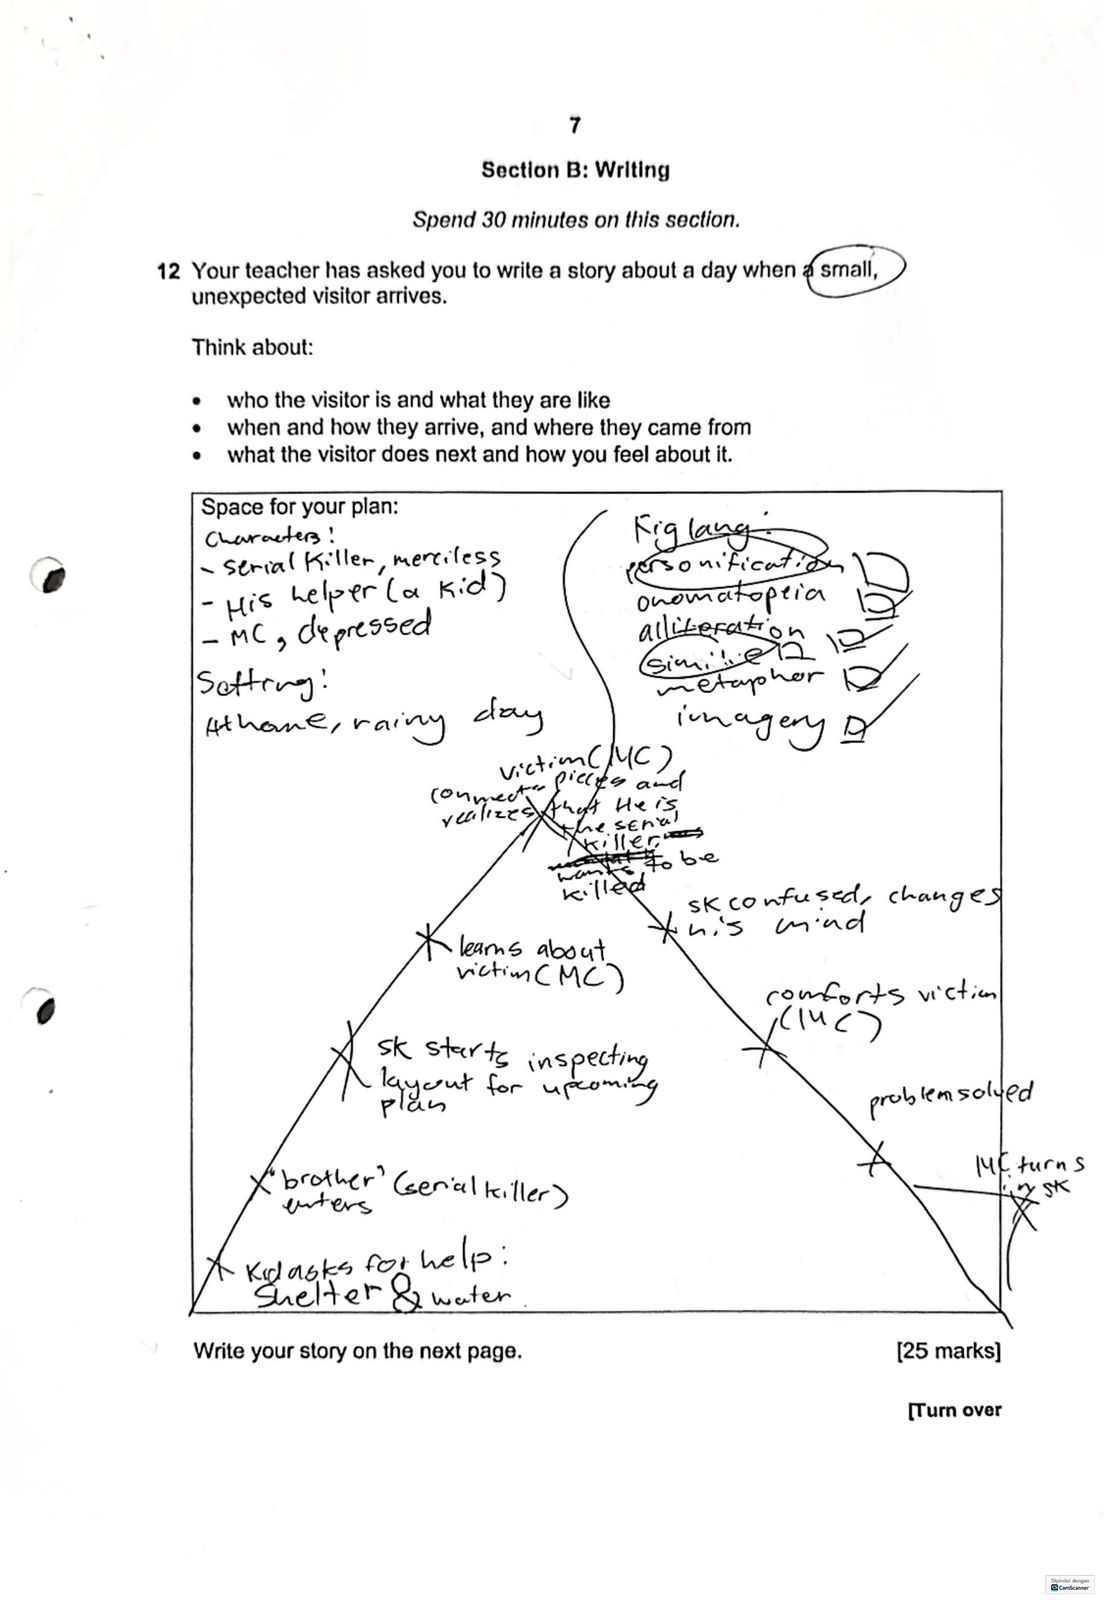 7
Section B: Writing
Spend 30 minutes on this section.
12 Your teacher has asked you to write a story about a day when a small,
unexpected visitor arrives.
Think about:
• who the visitor is and what they are like
• when and how they arrive, and where they came from
• what the visitor does next and how you feel about it.
Space for your plan:
Characters:
- serial killer, merciless
- His helper (a kid)
- MC, depressed
Setting:
At home, rainy day
Fig lang:
personification
onomatopeia
alliteration
similie
metaphor
imagery
victim (MC)
connects pieces and
realizes that He is
the serial
killer
wants to be
killed
sk confused, changes
his mind
learns about
victim (MC)
comforts victim
(MC)
sk starts inspecting
layout for upcoming
plan
problem solved
MC turns
in sk
"brother" (serial killer)
enters
Kid asks for help:
Shelter & water
Write your story on the next page.
[25 marks]
[Turn over
Dipindai dengan
CamScanner